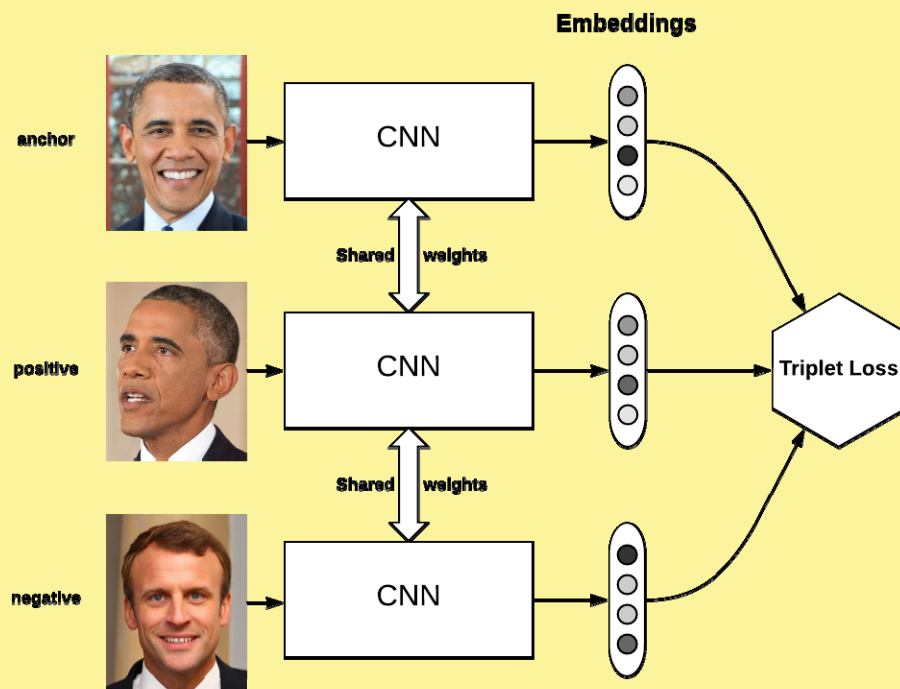 Embeddings
anchor
CNN
Shared weights
positive
CNN
Triplet Loss
Shared weights
negative
CNN